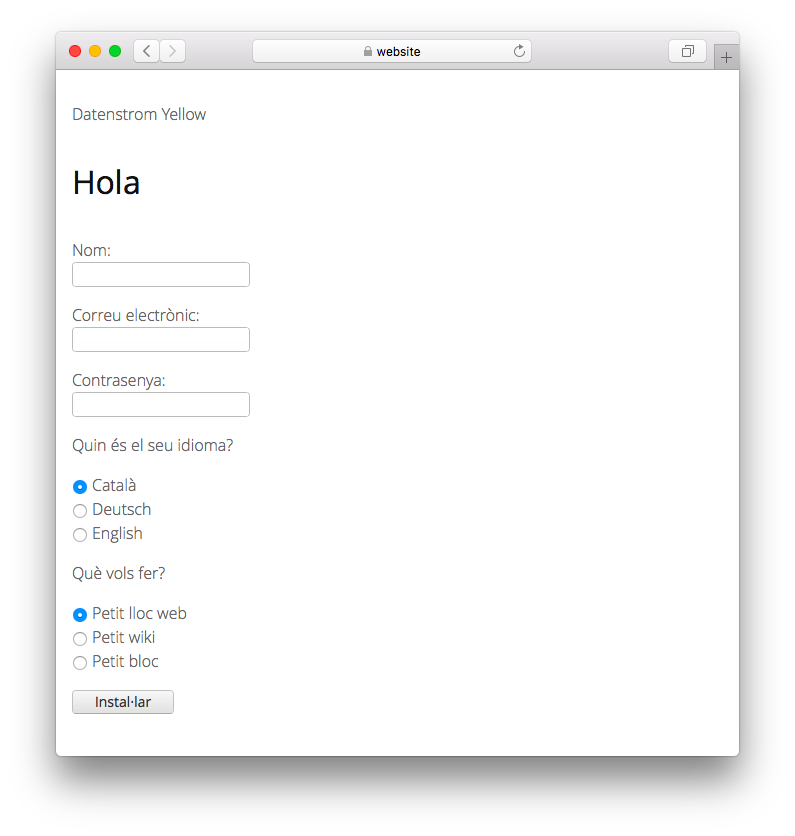 website
Datenstrom Yellow
Hola
Nom:
Correu electrònic:
Contrasenya:
Quin és el seu idioma?
Català
Deutsch
English
Què vols fer?
Petit lloc web
Petit wiki
Petit bloc
Instal·lar